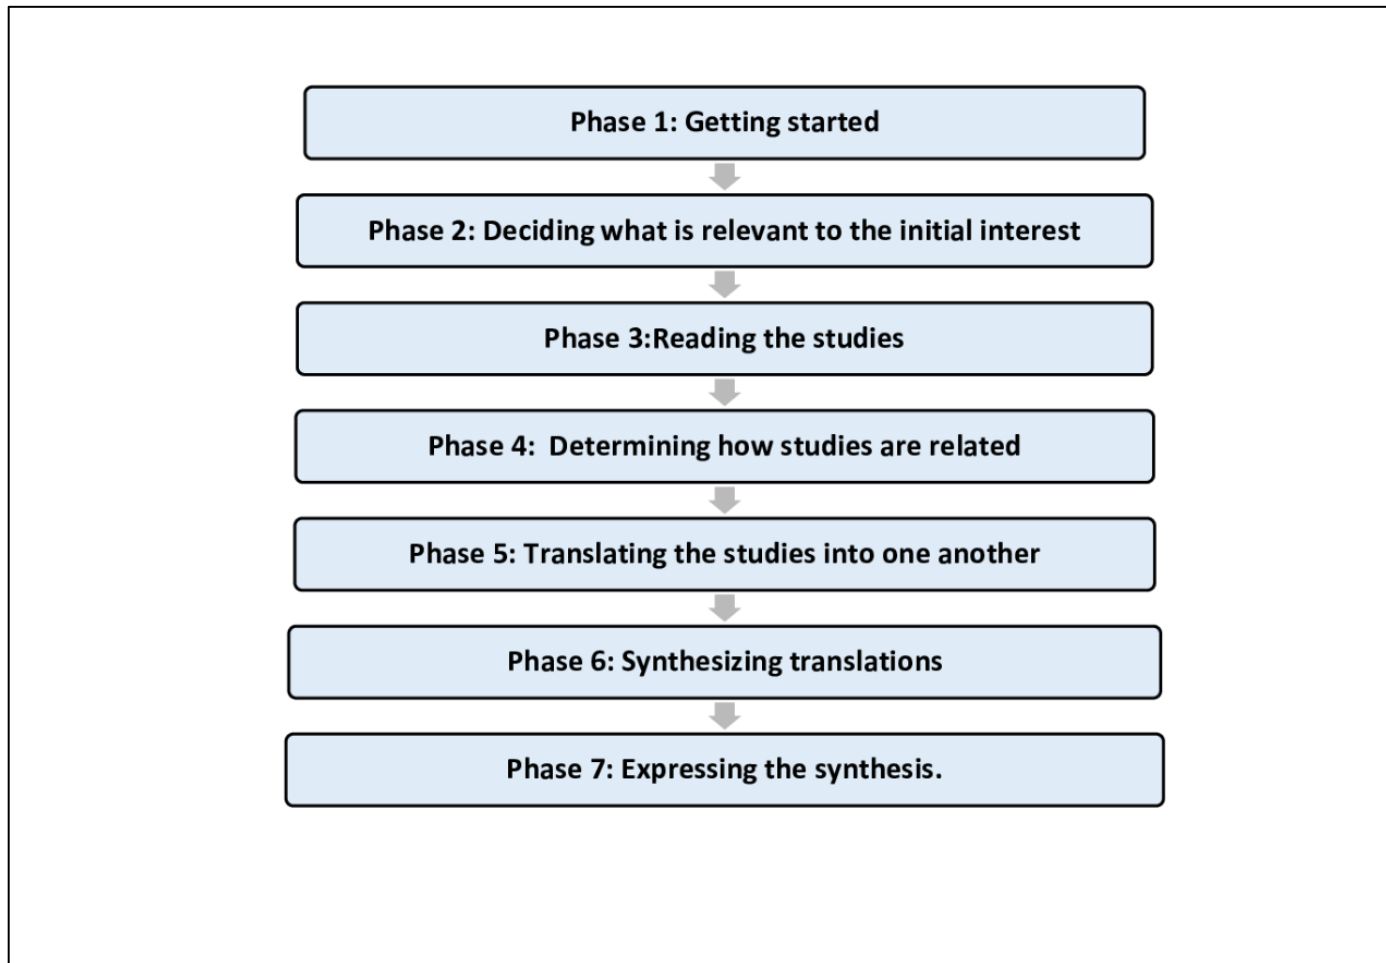 Phase 1: Getting started
Phase 2: Deciding what is relevant to the initial interest
Phase 3:Reading the studies
Phase 4:  Determining how studies are related
Phase 5: Translating the studies into one another
Phase 6: Synthesizing translations
Phase 7: Expressing the synthesis.